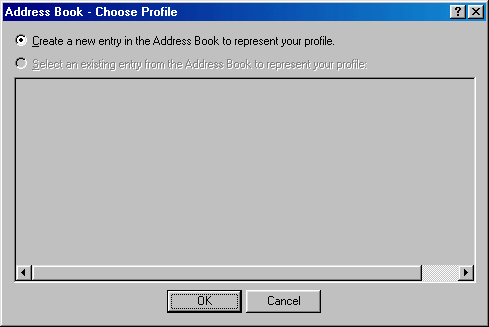 Address Book - Choose Profile
Create a new entry in the Address Book to represent your profile.
Select an existing entry from the Address Book to represent your profile:
OK
Cancel